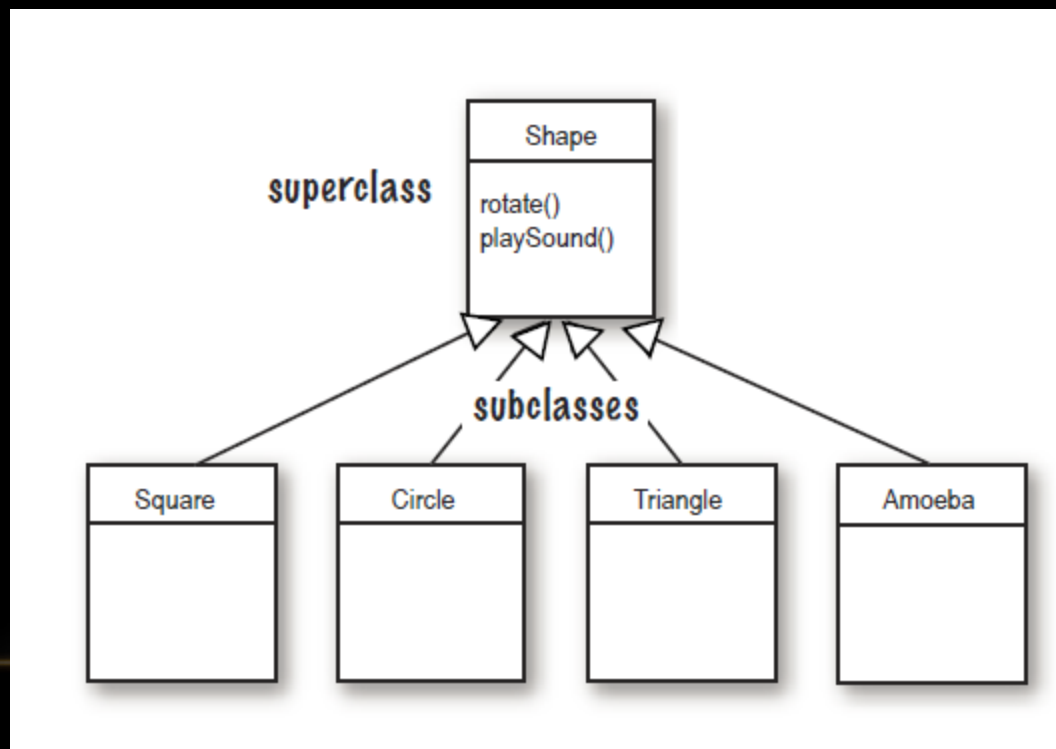 Shape
superclass
rotate()
playSound()
subclasses
Square
Circle
Triangle
Amoeba